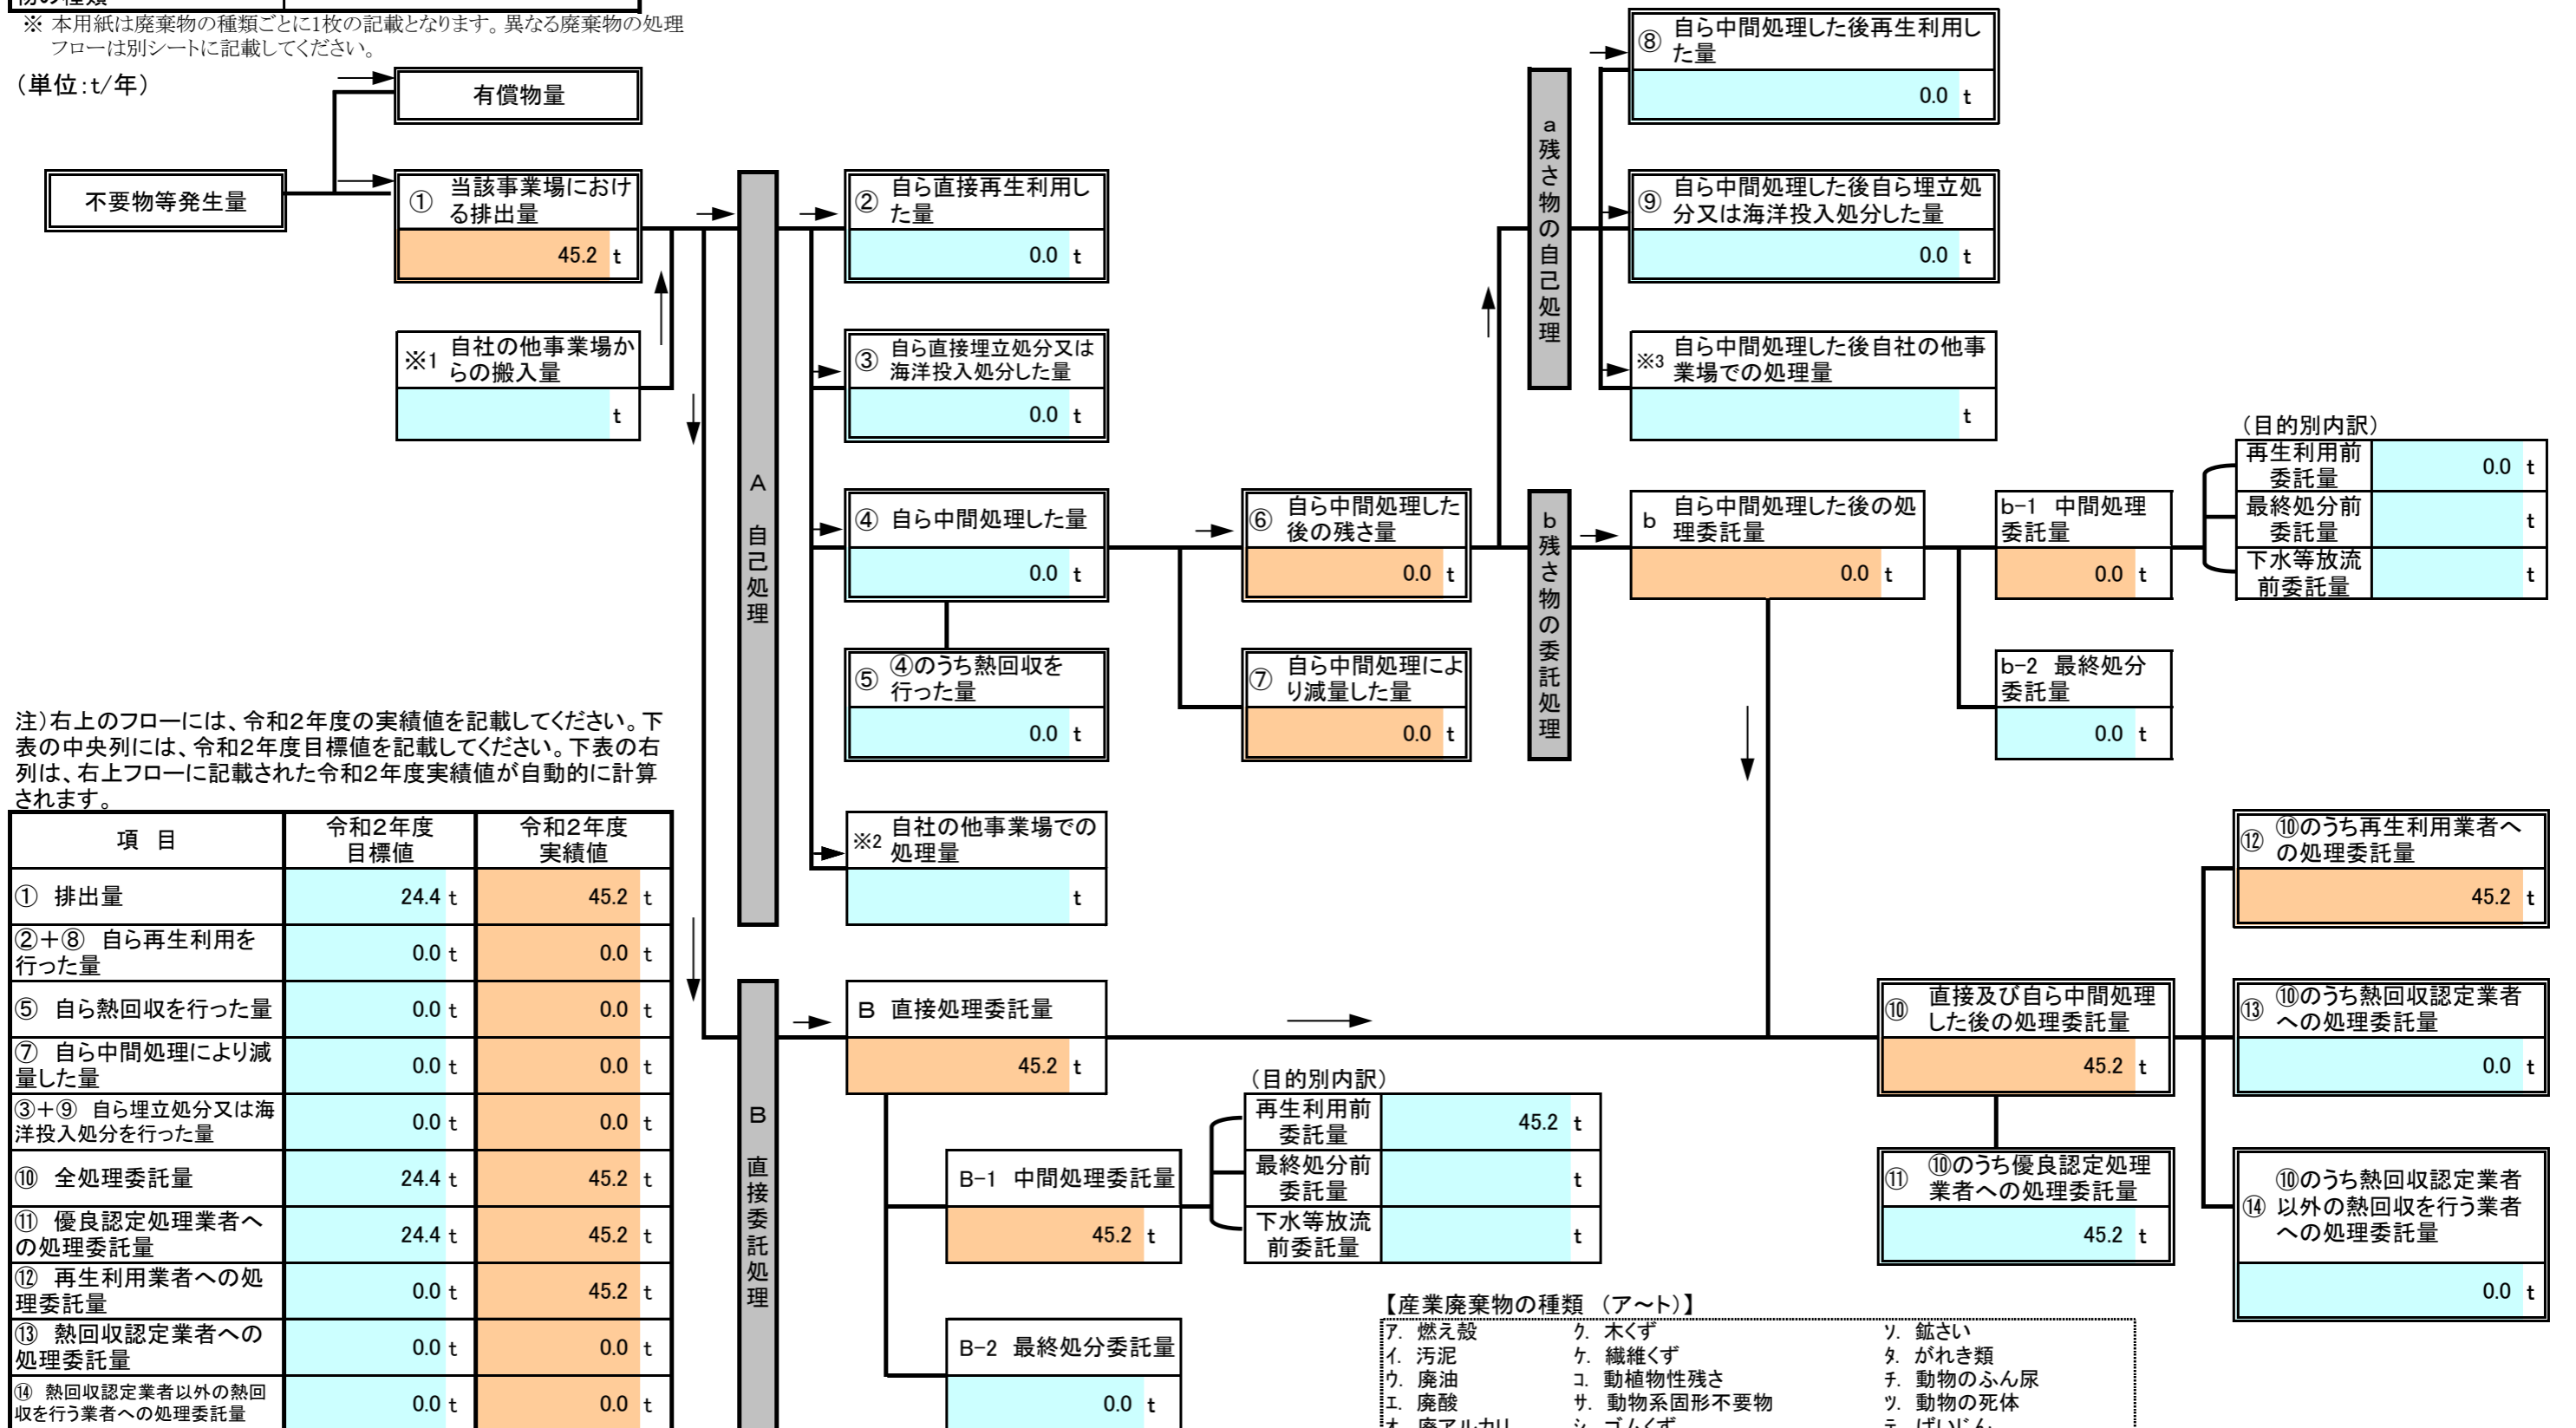 物の種類
※ 本用紙は廃棄物の種類ごとに1枚の記載となります。異なる廃棄物の処理
フローは別シートに記載してください。
（単位:t/年）
有償物量
不要物等発生量
① 当該事業場におけ
る排出量
45.2 t
※1 自社の他事業場か
らの搬入量
t
A 自己処理
② 自ら直接再生利用し
た量
0.0 t
③ 自ら直接埋立処分又は
海洋投入処分した量
0.0 t
④ 自ら中間処理した量
0.0 t
⑤ ④のうち熱回収を
行った量
0.0 t
※2 自社の他事業場での
処理量
t
⑥ 自ら中間処理した
後の残さ量
0.0 t
⑦ 自ら中間処理によ
り減量した量
0.0 t
a残さ物の自己処理
⑧ 自ら中間処理した後再生利用し
た量
0.0 t
⑨ 自ら中間処理した後自ら埋立処
分又は海洋投入処分した量
0.0 t
※3 自ら中間処理した後自社の他事
業場での処理量
t
b残さ物の委託処理
b 自ら中間処理した後の処
理委託量
0.0 t
b-1 中間処理
委託量
0.0 t
（目的別内訳）
再生利用前
委託量
0.0 t
最終処分前
委託量
t
下水等放流
前委託量
t
b-2 最終処分
委託量
0.0 t
注）右上のフローには、令和２年度の実績値を記載してください。下
表の中央列には、令和２年度目標値を記載してください。下表の右
列は、右上フローに記載された令和２年度実績値が自動的に計算
されます。
項 目
令和２年度
目標値
令和２年度
実績値
① 排出量
24.4 t 45.2 t
②＋⑧ 自ら再生利用を
行った量
0.0 t 0.0 t
⑤ 自ら熱回収を行った量
0.0 t 0.0 t
⑦ 自ら中間処理により減
量した量
0.0 t 0.0 t
③＋⑨ 自ら埋立処分又は海
洋投入処分を行った量
0.0 t 0.0 t
⑩ 全処理委託量
24.4 t 45.2 t
⑪ 優良認定処理業者へ
の処理委託量
24.4 t 45.2 t
⑫ 再生利用業者への処
理委託量
0.0 t 45.2 t
⑬ 熱回収認定業者への
処理委託量
0.0 t 0.0 t
⑭ 熱回収認定業者以外の熱回
収を行う業者への処理委託量
0.0 t 0.0 t
B 直接委託処理
B 直接処理委託量
45.2 t
B-1 中間処理委託量
45.2 t
（目的別内訳）
再生利用前
委託量
45.2 t
最終処分前
委託量
t
下水等放流
前委託量
t
B-2 最終処分委託量
0.0 t
⑩ 直接及び自ら中間処理
した後の処理委託量
45.2 t
⑪ ⑩のうち優良認定処理
業者への処理委託量
45.2 t
⑫ ⑩のうち再生利用業者へ
の処理委託量
45.2 t
⑬ ⑩のうち熱回収認定業者
への処理委託量
0.0 t
⑭ ⑩のうち熱回収認定業者
以外の熱回収を行う業者
への処理委託量
0.0 t
【産業廃棄物の種類 （ア～ト）】
ア. 燃え殻 ク. 木くず ソ. 鉱さい
イ. 汚泥 ケ. 繊維くず タ. がれき類
ウ. 廃油 コ. 動植物性残さ チ. 動物のふん尿
エ. 廃酸 サ. 動物系固形不要物 ツ. 動物の死体
オ. 廃アルカリ シ. ゴムくず テ. ばいじん